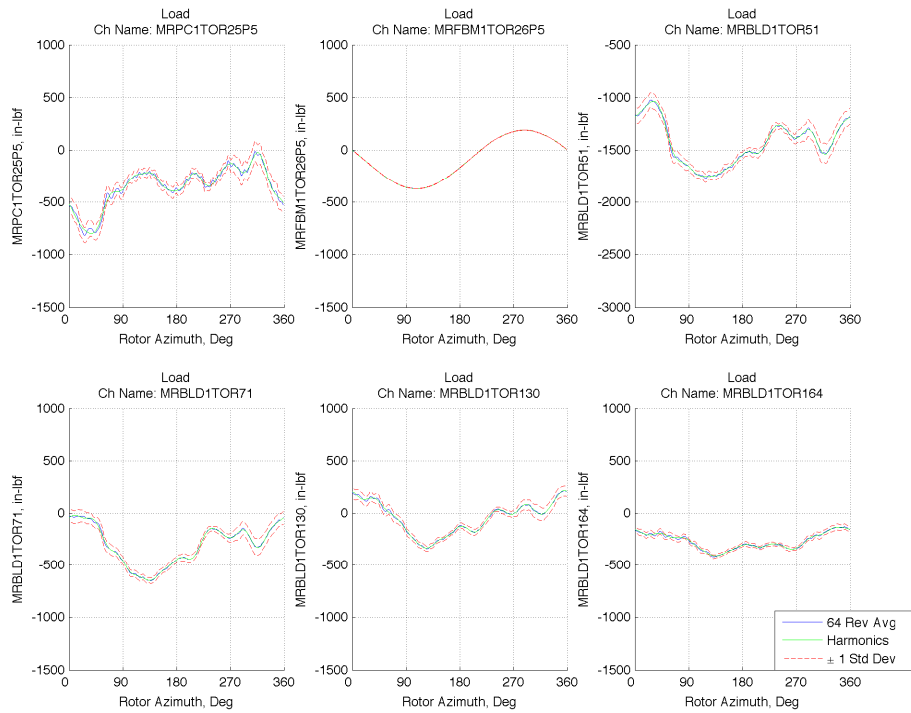 Load
Ch Name: MRPC1TOR25P5
1000
500
0
-500
-1000
-1500
MRPC1TOR25P5, in-lbf
0 90 180 270 360
Rotor Azimuth, Deg
Load
Ch Name: MRFBM1TOR26P5
1000
500
0
-500
-1000
-1500
MRFBM1TOR26P5, in-lbf
0 90 180 270 360
Rotor Azimuth, Deg
Load
Ch Name: MRBLD1TOR51
-500
-1000
-1500
-2000
-2500
-3000
MRBLD1TOR51, in-lbf
0 90 180 270 360
Rotor Azimuth, Deg
Load
Ch Name: MRBLD1TOR71
1000
500
0
-500
-1000
-1500
MRBLD1TOR71, in-lbf
0 90 180 270 360
Rotor Azimuth, Deg
Load
Ch Name: MRBLD1TOR130
1000
500
0
-500
-1000
-1500
MRBLD1TOR130, in-lbf
0 90 180 270 360
Rotor Azimuth, Deg
Load
Ch Name: MRBLD1TOR164
1000
500
0
-500
-1000
-1500
MRBLD1TOR164, in-lbf
0 90 180 270 360
Rotor Azimuth, Deg
64 Rev Avg
Harmonics
± 1 Std Dev